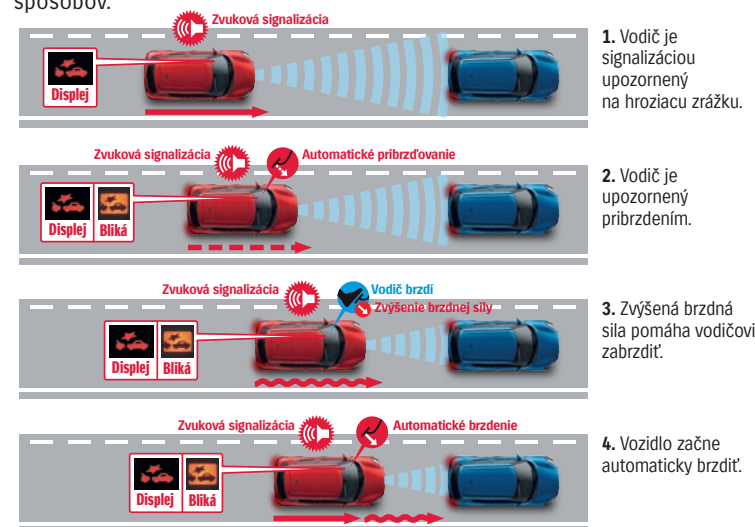 spôsobov.
Zvuková signalizácia
Displej
1. Vodič je
signalizáciou
upozornený
na hroziacu zrážku.
Zvuková signalizácia
Automatické pribrzďovanie
Displej
Bliká
2. Vodič je
upozornený
pribrzdením.
Zvuková signalizácia
Vodič brzdí
Zvýšenie brzdnej sily
Displej
Bliká
3. Zvýšená brzdná
sila pomáha vodičovi
zabrzdiť.
Zvuková signalizácia
Automatické brzdenie
Displej
Bliká
4. Vozidlo začne
automaticky brzdiť.